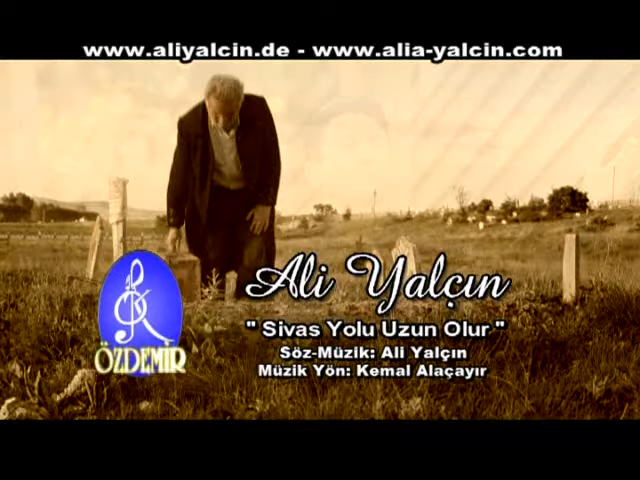 www.aliyalcin.de - www.alia-yalcin.com
Ali Yalçın
" Sivas Yolu Uzun Olur "
Söz-Müzik: Ali Yalçın
Müzik Yön: Kemal Alaçayır
ÖZDEMİR